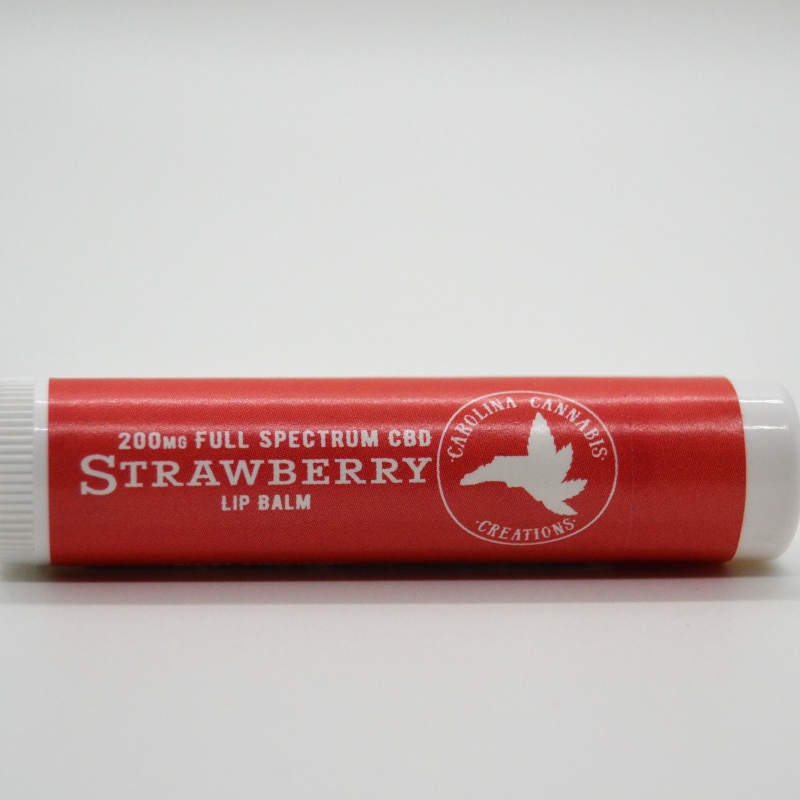 200MG FULL SPECTRUM CBD
STRAWBERRY
LIP BALM
·CAROLINA CANNABIS·
·CREATIONS·